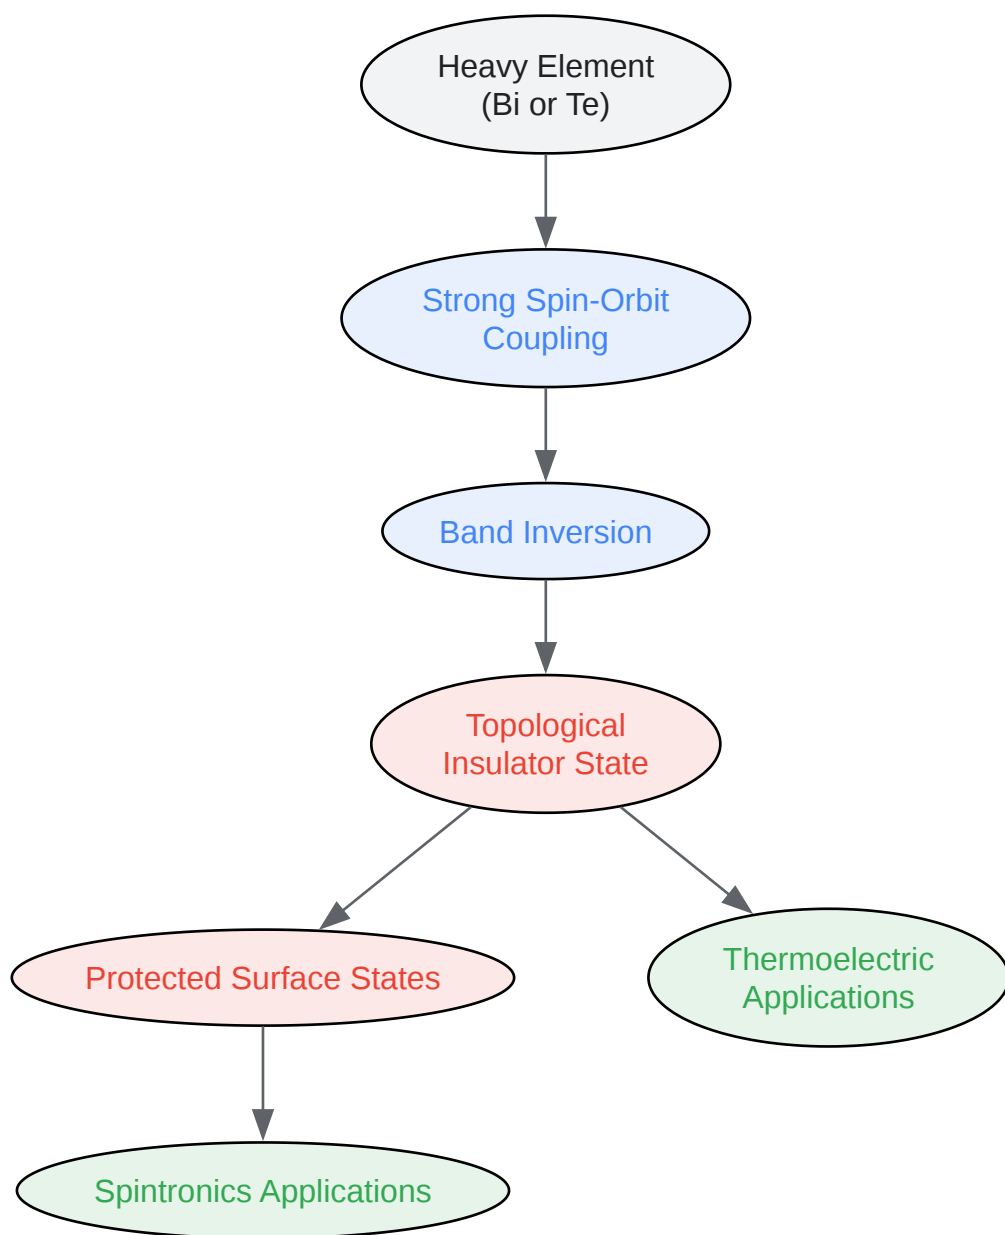 Heavy Element
(Bi or Te)
Strong Spin-Orbit
Coupling
Band Inversion
Topological
Insulator State
Protected Surface States
Thermoelectric
Applications
Spintronics Applications